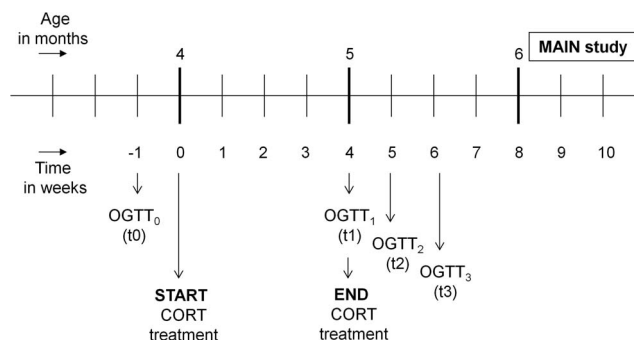 Age
in months
4
5
6
MAIN study
Time
in weeks
-1 0 1 2 3 4 5 6 7 8 9 10
OGTT₀
(t0)
OGTT₁
(t1)
OGTT₂
(t2)
OGTT₃
(t3)
START
CORT
treatment
END
CORT
treatment